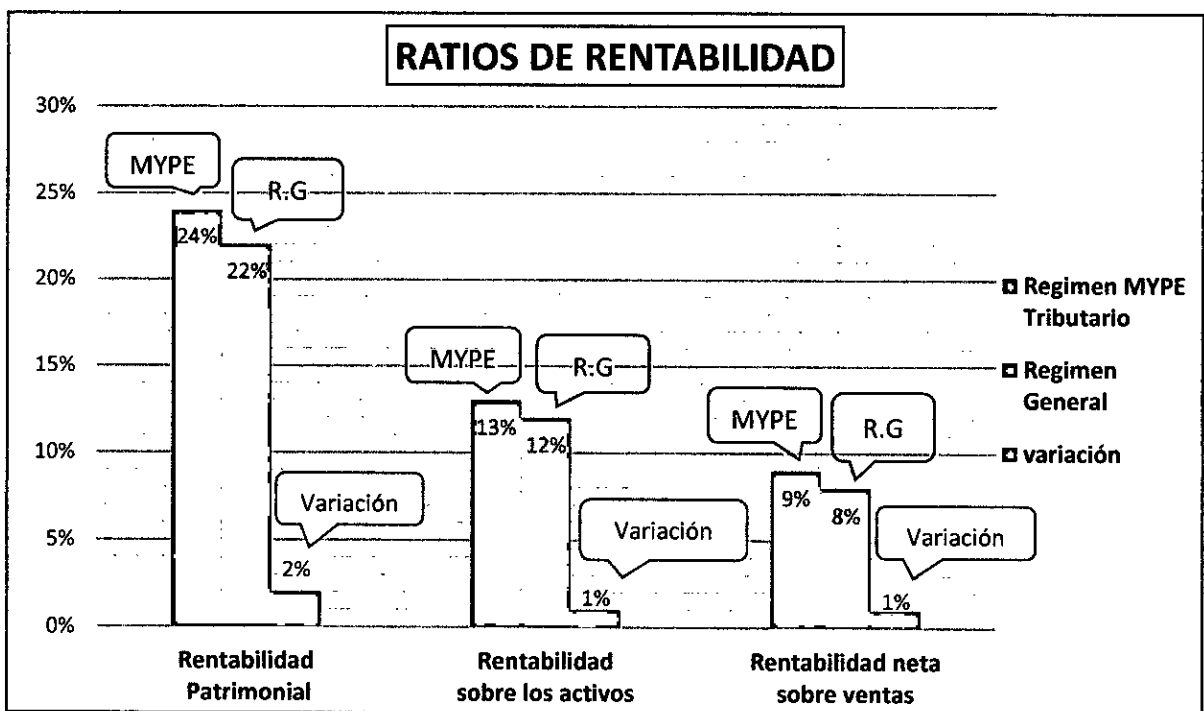 RATIOS DE RENTABILIDAD
30%
25%
20%
15%
10%
5%
0%
MYPE
R.G
24%
22%
Variación
2%
MYPE
R.G
13%
12%
Variación
1%
MYPE
R.G
9%
8%
Variación
1%
Rentabilidad
Patrimonial
Rentabilidad
sobre los activos
Rentabilidad neta
sobre ventas
Regimen MYPE
Tributario
Regimen
General
variación